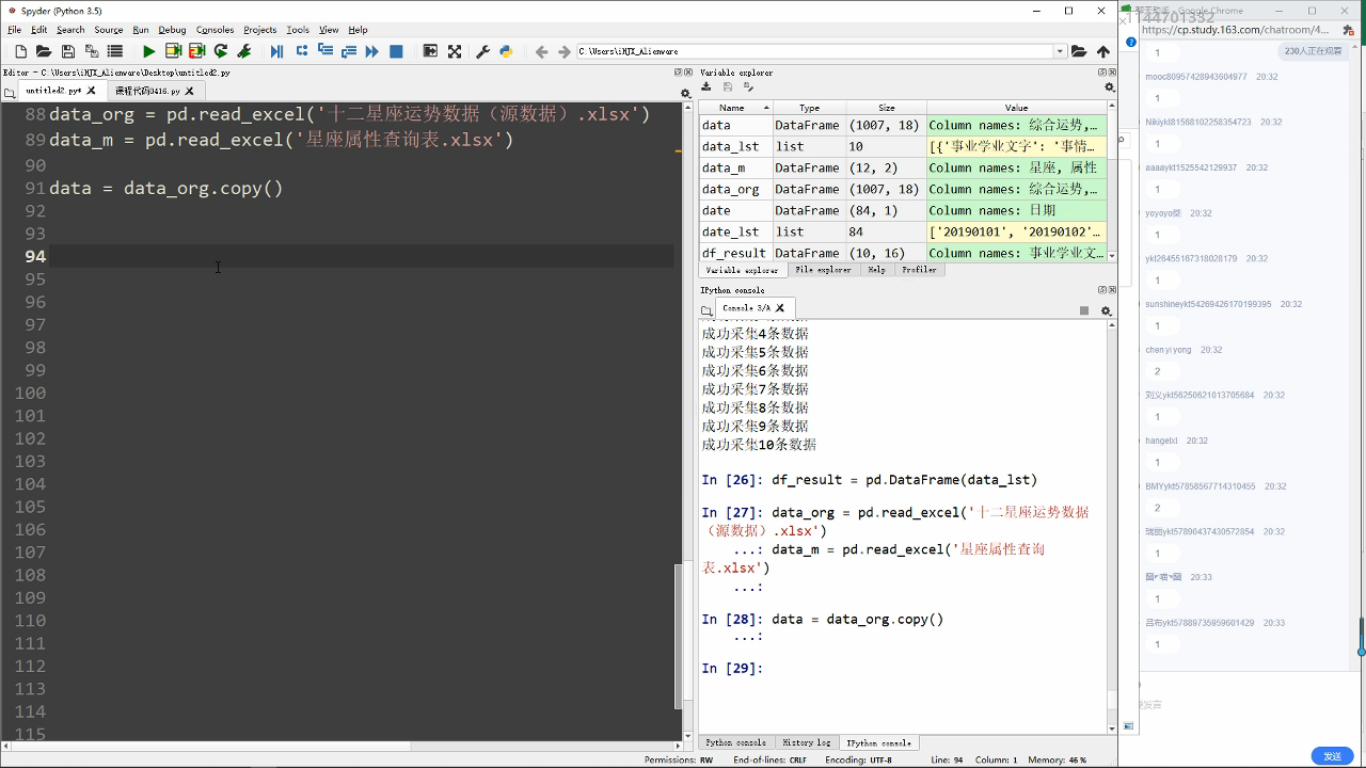 Spyder (Python 3.5)
File Edit Search Source Run Debug Consoles Projects Tools View Help
C:\Users\iMJX_Alienware
Editor - C:\Users\iMJX_Alienware\Desktop\untitled2.py
untitled2.py* 课程代码0416.py
88 data_org = pd.read_excel('十二星座运势数据（源数据）.xlsx')
89 data_m = pd.read_excel('星座属性查询表.xlsx')
90
91 data = data_org.copy()
92
93
94
95
96
97
98
99
100
101
102
103
104
105
106
107
108
109
110
111
112
113
114
115
Variable explorer
Name Type Size Value
data DataFrame (1007, 18) Column names: 综合运势,…
data_lst list 10 [{'事业学业文字': '事情…
data_m DataFrame (12, 2) Column names: 星座, 属性
data_org DataFrame (1007, 18) Column names: 综合运势,…
date DataFrame (84, 1) Column names: 日期
date_lst list 84 ['20190101', '20190102'…
df_result DataFrame (10, 16) Column names: 事业学业文…
Variable explorer File explorer Help Profiler
IPython console
Console 3/A
成功采集4条数据
成功采集5条数据
成功采集6条数据
成功采集7条数据
成功采集8条数据
成功采集9条数据
成功采集10条数据
In [26]: df_result = pd.DataFrame(data_lst)
In [27]: data_org = pd.read_excel('十二星座运势数据
（源数据）.xlsx')
...: data_m = pd.read_excel('星座属性查询
表.xlsx')
...:
In [28]: data = data_org.copy()
...:
In [29]:
Python console History log IPython console
Permissions: RW End-of-lines: CRLF Encoding: UTF-8 Line: 94 Column: 1 Memory: 46 %
Google Chrome
1144701332
https://cp.study.163.com/chatroom/4...
230人正在观看
1
mooc80957428943604977 20:32
1
Nikiykt81568102258354723 20:32
1
aaaaykt1525542129937 20:32
1
20:32
1
ykt26455167318028179 20:32
1
sunshineykt54269426170199395 20:32
1
chen yi yong 20:32
2
刘义ykt56250621013705684 20:32
1
hangelxl 20:32
1
BMYykt57858567714310455 20:32
2
瑞丽ykt57890437430572854 20:32
1
20:33
1
吕布ykt57889735959601429 20:33
1
发言
发送